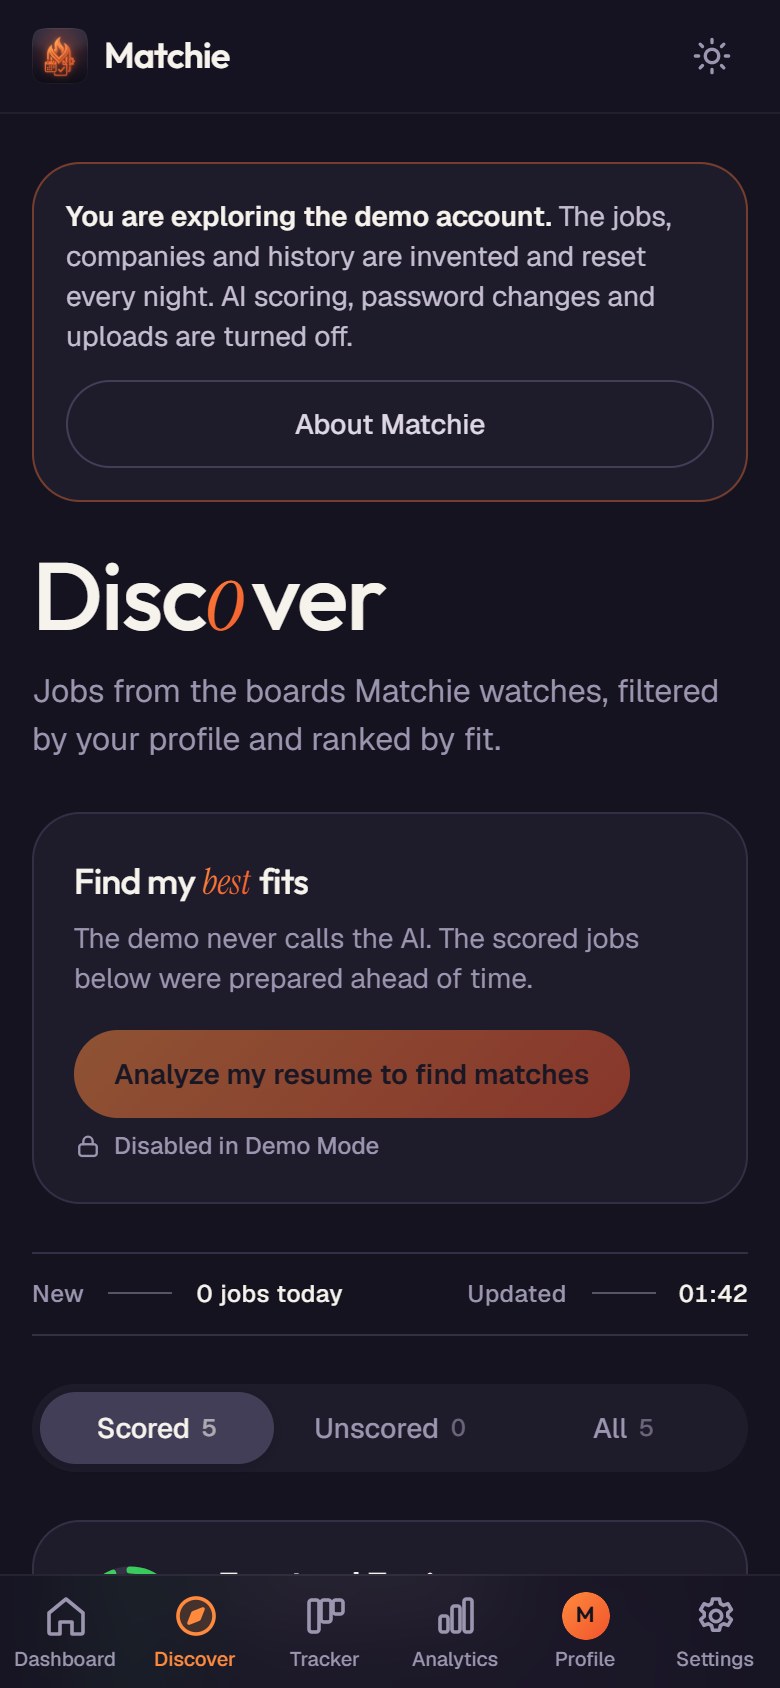 Matchie
You are exploring the demo account. The jobs,
companies and history are invented and reset
every night. AI scoring, password changes and
uploads are turned off.
About Matchie
Discover
Jobs from the boards Matchie watches, filtered
by your profile and ranked by fit.
Find my best fits
The demo never calls the AI. The scored jobs
below were prepared ahead of time.
Analyze my resume to find matches
Disabled in Demo Mode
New 0 jobs today Updated 01:42
Scored 5 Unscored 0 All 5
M
Dashboard Discover Tracker Analytics Profile Settings